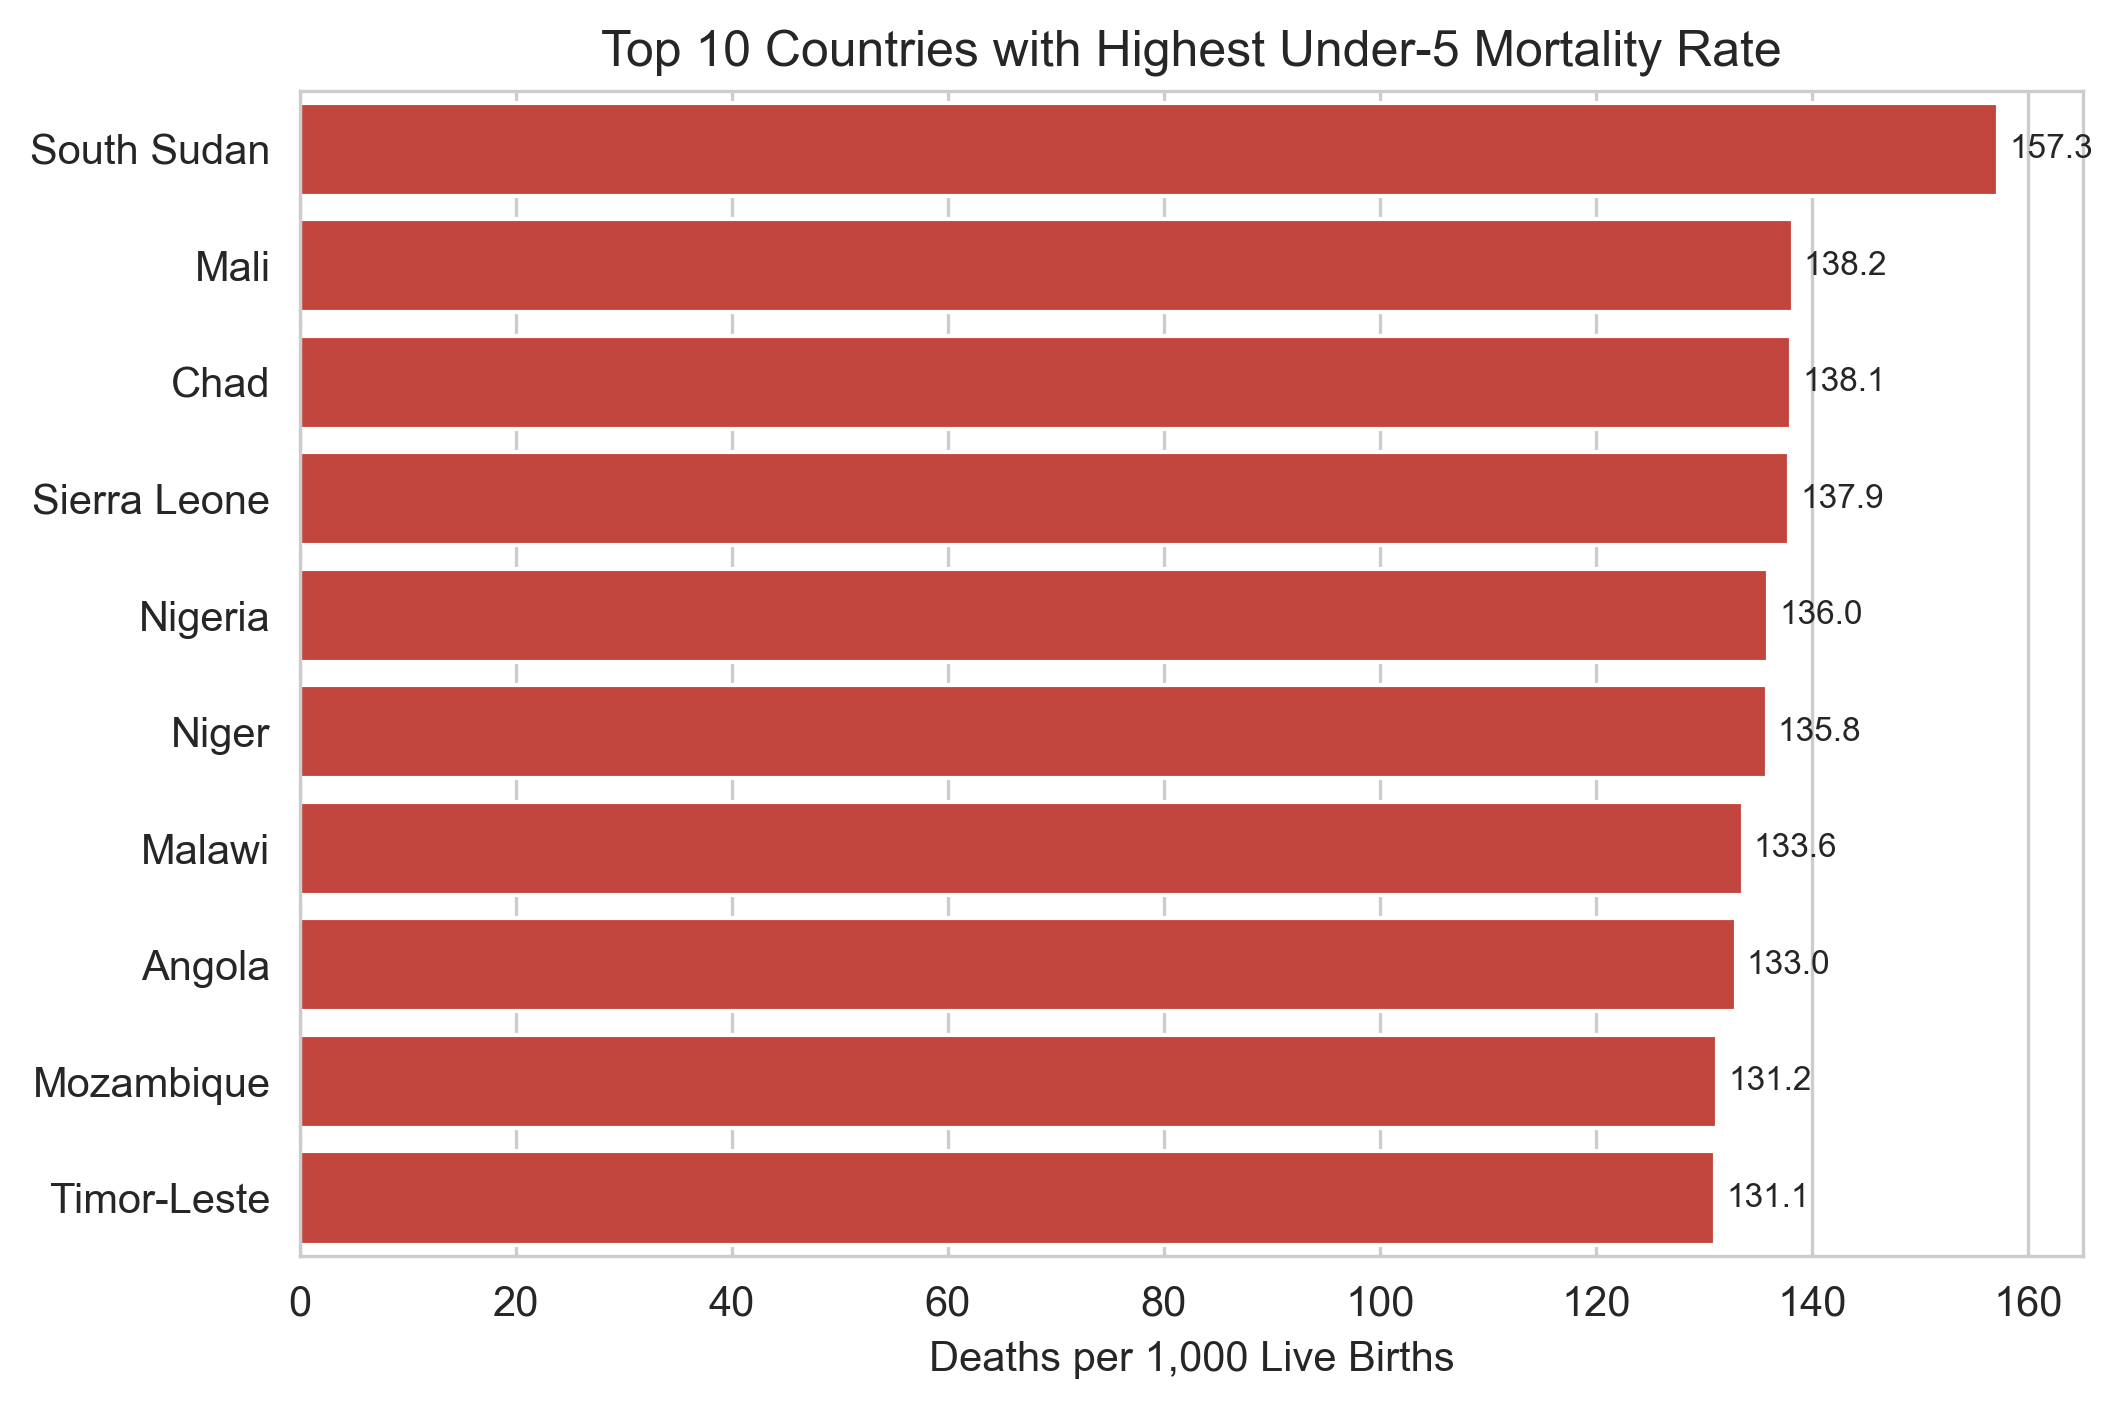 Top 10 Countries with Highest Under-5 Mortality Rate
South Sudan 157.3
Mali 138.2
Chad 138.1
Sierra Leone 137.9
Nigeria 136.0
Niger 135.8
Malawi 133.6
Angola 133.0
Mozambique 131.2
Timor-Leste 131.1
0 20 40 60 80 100 120 140 160
Deaths per 1,000 Live Births